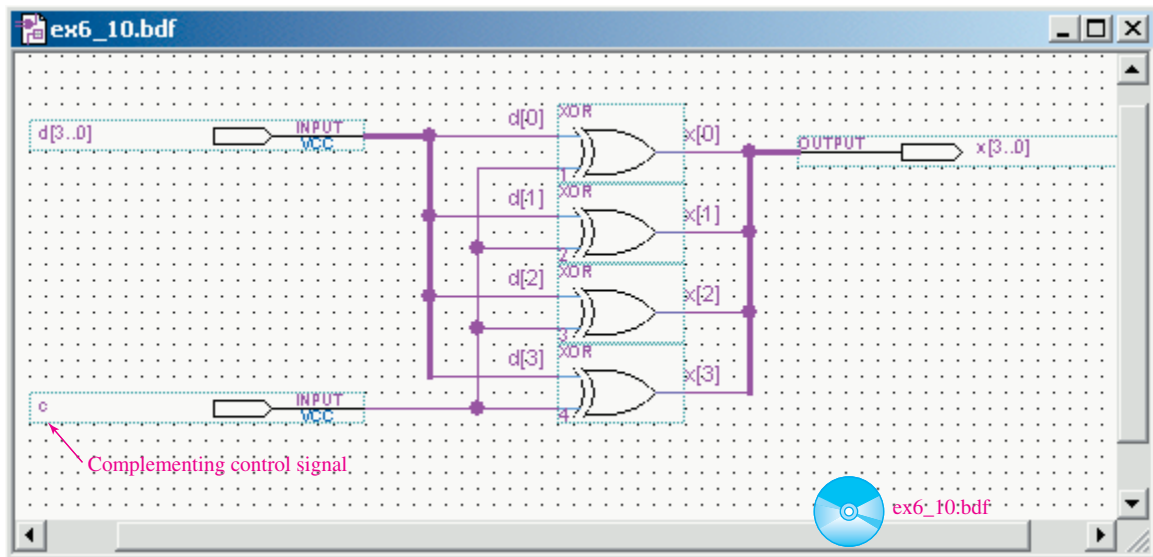 ex6_10.bdf
d[3..0]
INPUT
VCC
d[0]
XOR
1
x[0]
OUTPUT
x[3..0]
d[1]
XOR
2
x[1]
d[2]
XOR
3
x[2]
d[3]
XOR
4
x[3]
c
INPUT
VCC
Complementing control signal
ex6_10.bdf